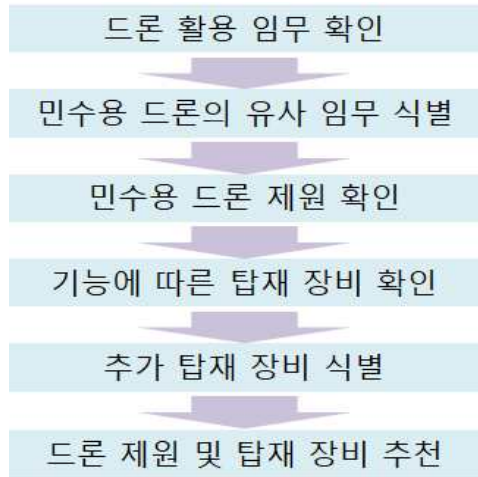 드론 활용 임무 확인
민수용 드론의 유사 임무 식별
민수용 드론 제원 확인
기능에 따른 탑재 장비 확인
추가 탑재 장비 식별
드론 제원 및 탑재 장비 추천